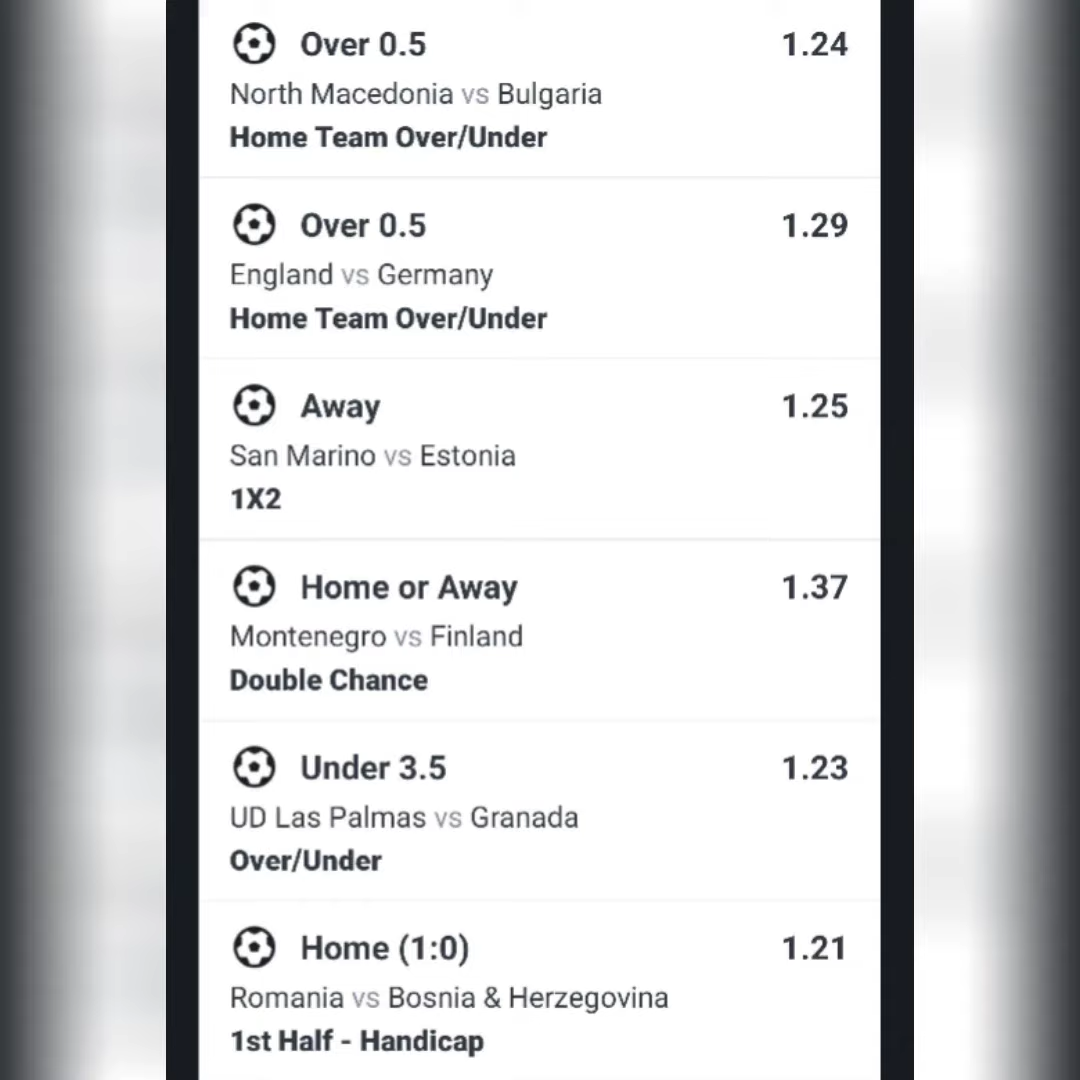 Over 0.5 1.24
North Macedonia vs Bulgaria
Home Team Over/Under
Over 0.5 1.29
England vs Germany
Home Team Over/Under
Away 1.25
San Marino vs Estonia
1X2
Home or Away 1.37
Montenegro vs Finland
Double Chance
Under 3.5 1.23
UD Las Palmas vs Granada
Over/Under
Home (1:0) 1.21
Romania vs Bosnia & Herzegovina
1st Half - Handicap